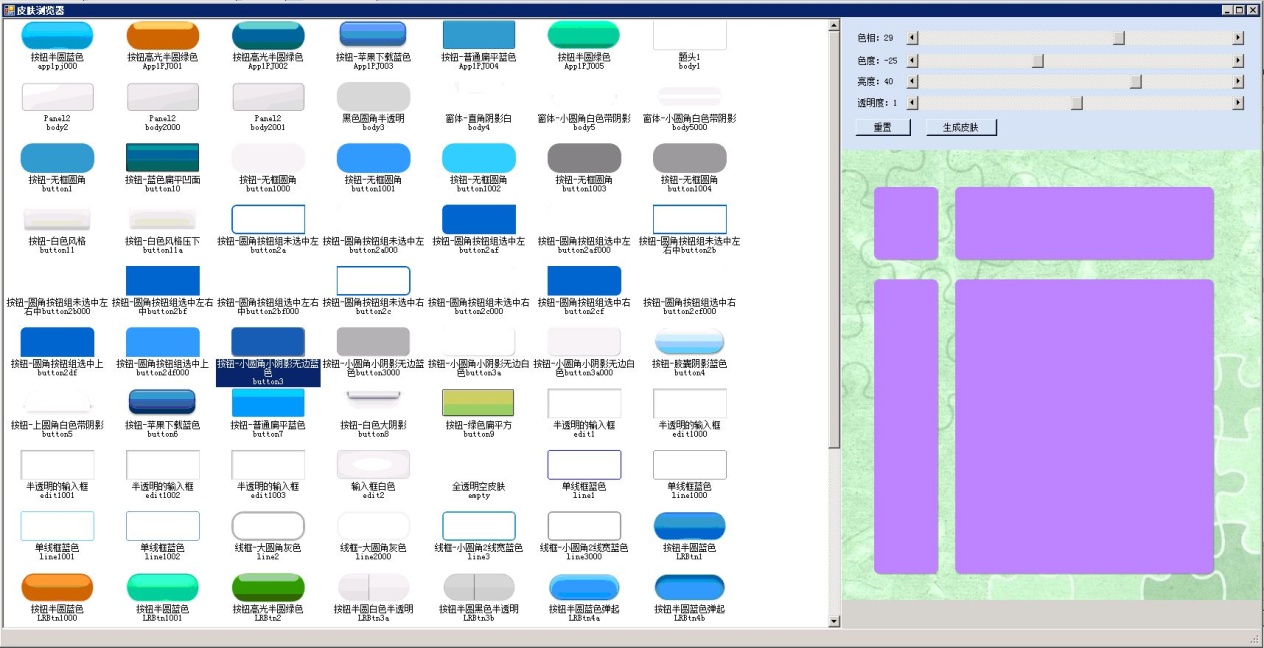 皮肤浏览器
按钮半圆蓝色
applpj000
按钮高光半圆绿色
ApplPJ001
按钮高光半圆绿色
ApplPJ002
按钮-苹果下载蓝色
ApplPJ003
按钮-普通扁平蓝色
ApplPJ004
按钮半圆绿色
ApplPJ005
题头1
body1
Panel2
body2
Panel2
body2000
Panel2
body2001
黑色圆角半透明
body3
窗体-直角阴影白
body4
窗体-小圆角白色带阴影
body5
窗体-小圆角白色带阴影
body5000
按钮-无框圆角
button1
按钮-蓝色扁平凹面
button10
按钮-无框圆角
button1000
按钮-无框圆角
button1001
按钮-无框圆角
button1002
按钮-无框圆角
button1003
按钮-无框圆角
button1004
按钮-白色风格
button11
按钮-白色风格压下
button11a
按钮-圆角按钮组未选中左
button2a
按钮-圆角按钮组未选中左
button2a000
按钮-圆角按钮组选中左
button2af
按钮-圆角按钮组选中左
button2af000
按钮-圆角按钮组未选中左
右中button2b
按钮-圆角按钮组未选中左
右中button2b000
按钮-圆角按钮组选中左右
中button2bf
按钮-圆角按钮组选中左右
中button2bf000
按钮-圆角按钮组未选中右
button2c
按钮-圆角按钮组未选中右
button2c000
按钮-圆角按钮组选中右
button2cf
按钮-圆角按钮组选中右
button2cf000
按钮-圆角按钮组选中上
button2df
按钮-圆角按钮组选中上
button2df000
按钮-小圆角小阴影无边蓝
色
button3
按钮-小圆角小阴影无边蓝
色button3000
按钮-小圆角小阴影无边白
色button3a
按钮-小圆角小阴影无边白
色button3a000
按钮-胶囊阴影蓝色
button4
按钮-上圆角白色带阴影
button5
按钮-苹果下载蓝色
button6
按钮-普通扁平蓝色
button7
按钮-白色大阴影
button8
按钮-绿色扁平方
button9
半透明的输入框
edit1
半透明的输入框
edit1000
半透明的输入框
edit1001
半透明的输入框
edit1002
半透明的输入框
edit1003
输入框白色
edit2
全透明空皮肤
empty
单线框蓝色
line1
单线框蓝色
line1000
单线框蓝色
line1001
单线框蓝色
line1002
线框-大圆角灰色
line2
线框-大圆角灰色
line2000
线框-小圆角2线宽蓝色
line3
线框-小圆角2线宽蓝色
line3000
按钮半圆蓝色
LRBtn1
按钮半圆蓝色
LRBtn1000
按钮半圆蓝色
LRBtn1001
按钮高光半圆绿色
LRBtn2
按钮半圆白色半透明
LRBtn3a
按钮半圆黑色半透明
LRBtn3b
按钮半圆蓝色弹起
LRBtn4a
按钮半圆蓝色弹起
LRBtn4b
色相: 29
色度: -25
亮度: 40
透明度: 1
重置
生成皮肤